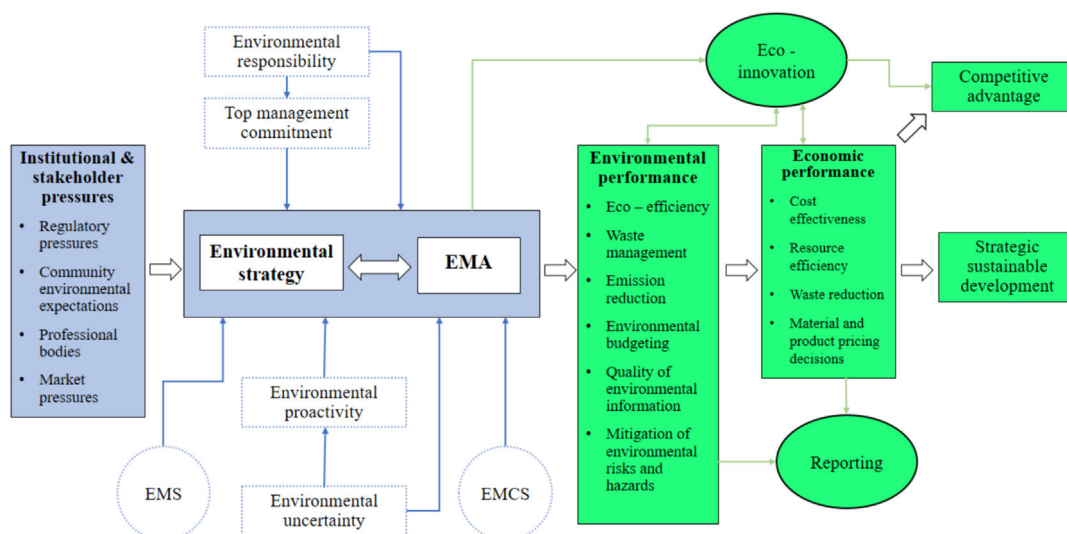 Environmental
responsibility
Top management
commitment
Eco -
innovation
Competitive
advantage
Institutional &
stakeholder
pressures
• Regulatory
pressures
• Community
environmental
expectations
• Professional
bodies
• Market
pressures
Environmental
strategy
EMA
Environmental
performance
• Eco – efficiency
• Waste
management
• Emission
reduction
• Environmental
budgeting
• Quality of
environmental
information
• Mitigation of
environmental
risks and
hazards
Economic
performance
• Cost
effectiveness
• Resource
efficiency
• Waste reduction
• Material and
product pricing
decisions
Strategic
sustainable
development
Environmental
proactivity
EMS
Environmental
uncertainty
EMCS
Reporting